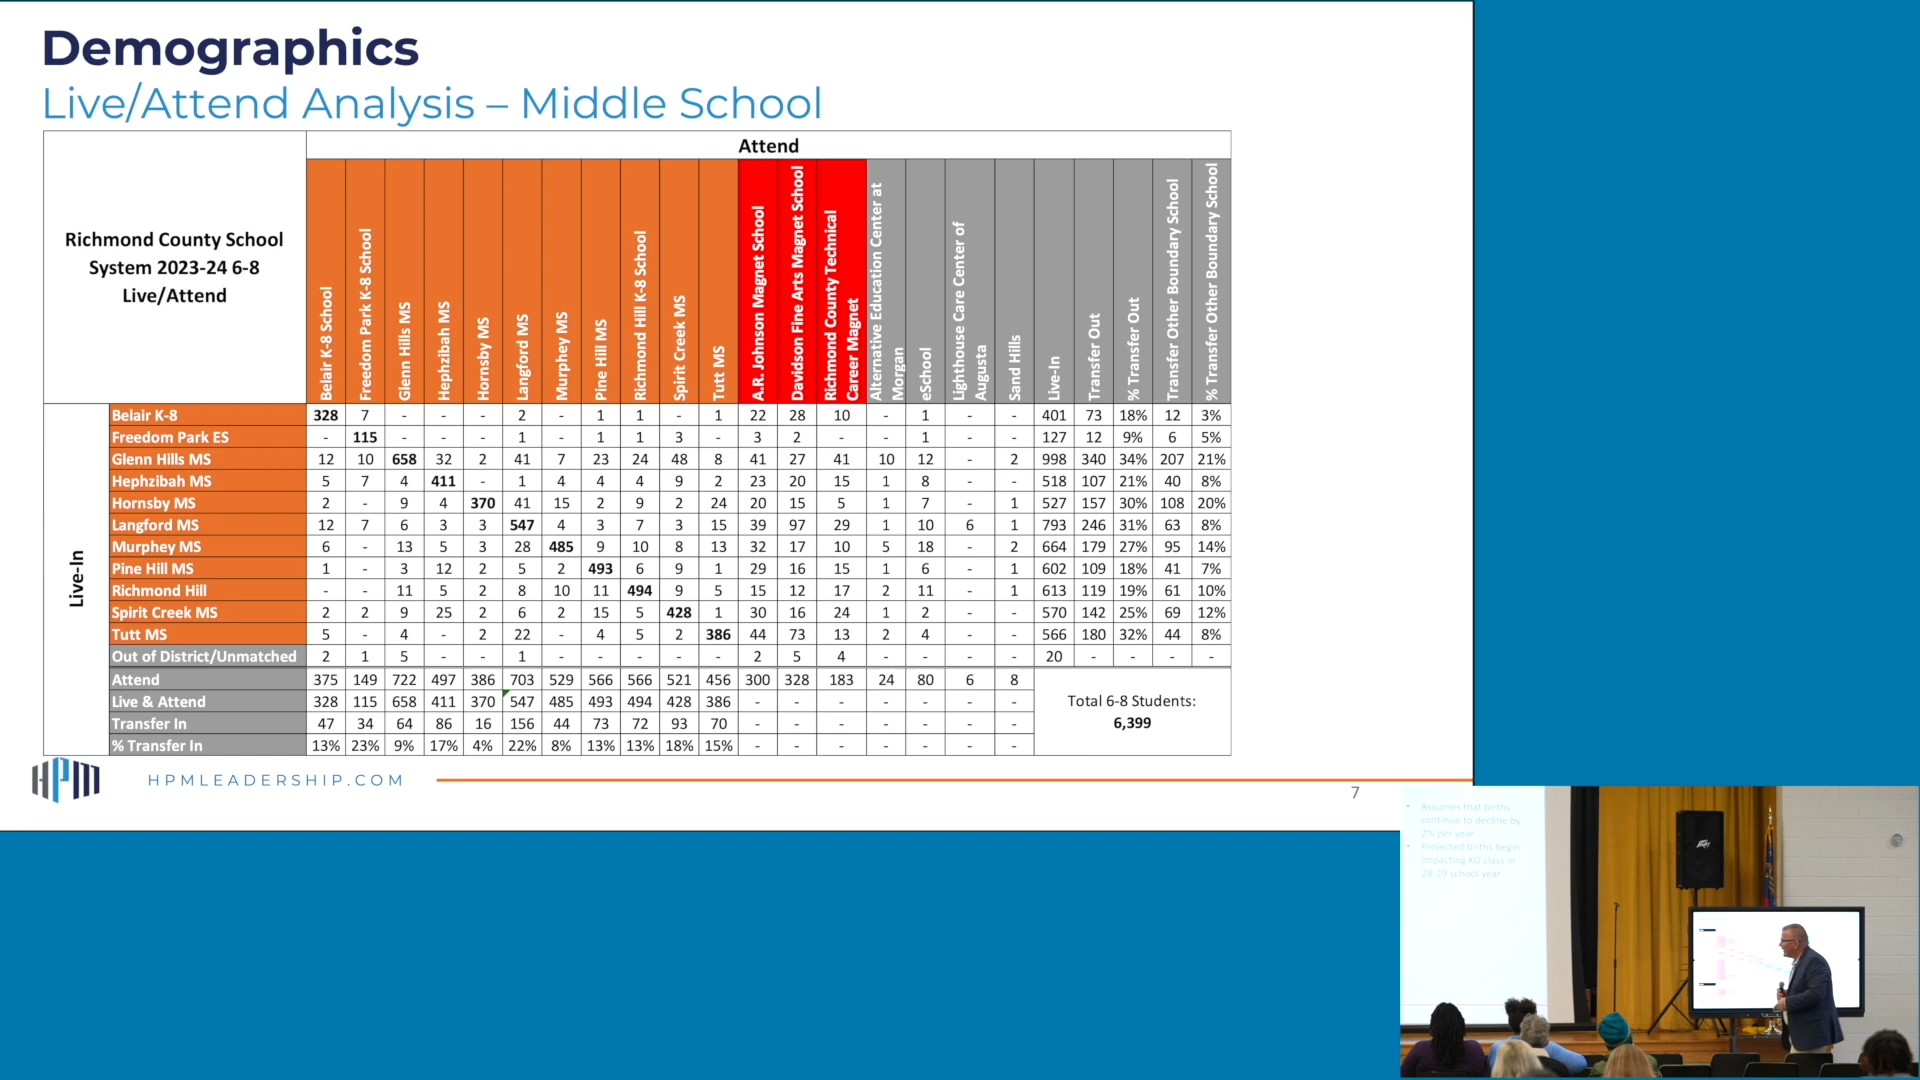 Demographics
Live/Attend Analysis – Middle School
Richmond County School System 2023-24 6-8 Live/Attend
Attend
Belair K-8 School
Freedom Park K-8 School
Glenn Hills MS
Hephzibah MS
Hornsby MS
Langford MS
Murphey MS
Pine Hill MS
Richmond Hill K-8 School
Spirit Creek MS
Tutt MS
A.R. Johnson Magnet School
Davidson Fine Arts Magnet School
Richmond County Technical Career Magnet
Alternative Education Center at Morgan
eSchool
Lighthouse Care Center of Augusta
Sand Hills
Live-In
Transfer Out
% Transfer Out
Transfer Other Boundary School
% Transfer Other Boundary School
Live-In
Belair K-8 328 7 - - - 2 - 1 1 - 1 22 28 10 - 1 - - 401 73 18% 12 3%
Freedom Park ES - 115 - - - 1 - 1 1 3 - 3 2 - - 1 - - 127 12 9% 6 5%
Glenn Hills MS 12 10 658 32 2 41 7 23 24 48 8 41 27 41 10 12 - 2 998 340 34% 207 21%
Hephzibah MS 5 7 4 411 - 1 4 4 4 9 2 23 20 15 1 8 - - 518 107 21% 40 8%
Hornsby MS 2 - 9 4 370 41 15 2 9 2 24 20 15 5 1 7 - 1 527 157 30% 108 20%
Langford MS 12 7 6 3 3 547 4 3 7 3 15 39 97 29 1 10 6 1 793 246 31% 63 8%
Murphey MS 6 - 13 5 3 28 485 9 10 8 13 32 17 10 5 18 - 2 664 179 27% 95 14%
Pine Hill MS 1 - 3 12 2 5 2 493 6 9 1 29 16 15 1 6 - 1 602 109 18% 41 7%
Richmond Hill - - 11 5 2 8 10 11 494 9 5 15 12 17 2 11 - 1 613 119 19% 61 10%
Spirit Creek MS 2 2 9 25 2 6 2 15 5 428 1 30 16 24 1 2 - - 570 142 25% 69 12%
Tutt MS 5 - 4 - 2 22 - 4 5 2 386 44 73 13 2 4 - - 566 180 32% 44 8%
Out of District/Unmatched 2 1 5 - - 1 - - - - - 2 5 4 - - - - 20 - - - -
Attend 375 149 722 497 386 703 529 566 566 521 456 300 328 183 24 80 6 8
Live & Attend 328 115 658 411 370 547 485 493 494 428 386 - - - - - - -
Transfer In 47 34 64 86 16 156 44 73 72 93 70 - - - - - - -
% Transfer In 13% 23% 9% 17% 4% 22% 8% 13% 13% 18% 15% - - - - - - -
Total 6-8 Students:
6,399
HPM
HPMLEADERSHIP.COM
7
• Assumes that births
continue to decline by
2% per year
• Projected births begin
impacting KG class in
28-29 school year